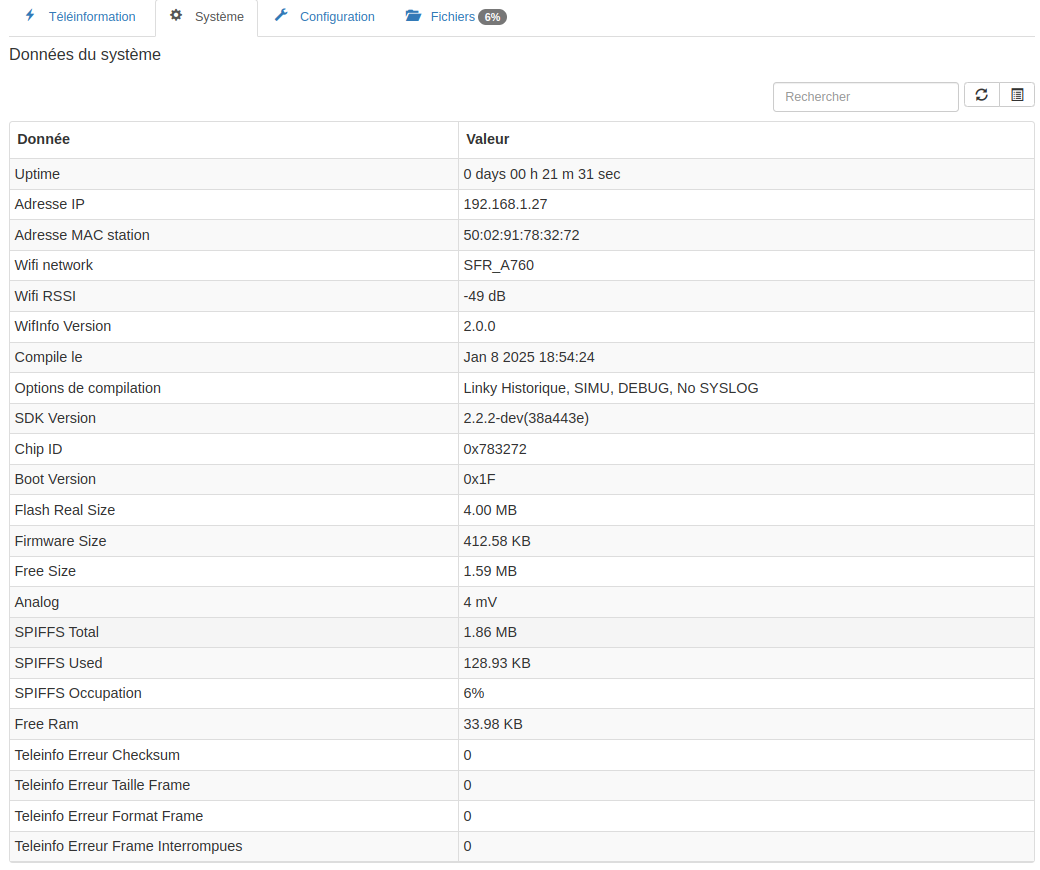 Téléinformation Système Configuration Fichiers 6%
Données du système
Rechercher
Donnée Valeur
Uptime 0 days 00 h 21 m 31 sec
Adresse IP 192.168.1.27
Adresse MAC station 50:02:91:78:32:72
Wifi network SFR_A760
Wifi RSSI -49 dB
WifInfo Version 2.0.0
Compile le Jan 8 2025 18:54:24
Options de compilation Linky Historique, SIMU, DEBUG, No SYSLOG
SDK Version 2.2.2-dev(38a443e)
Chip ID 0x783272
Boot Version 0x1F
Flash Real Size 4.00 MB
Firmware Size 412.58 KB
Free Size 1.59 MB
Analog 4 mV
SPIFFS Total 1.86 MB
SPIFFS Used 128.93 KB
SPIFFS Occupation 6%
Free Ram 33.98 KB
Teleinfo Erreur Checksum 0
Teleinfo Erreur Taille Frame 0
Teleinfo Erreur Format Frame 0
Teleinfo Erreur Frame Interrompues 0